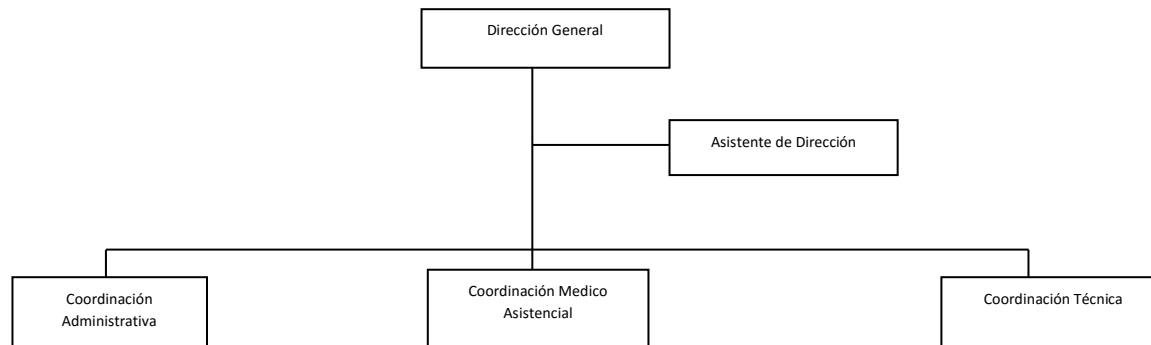 Dirección General
Asistente de Dirección
Coordinación
Administrativa
Coordinación Medico
Asistencial
Coordinación Técnica